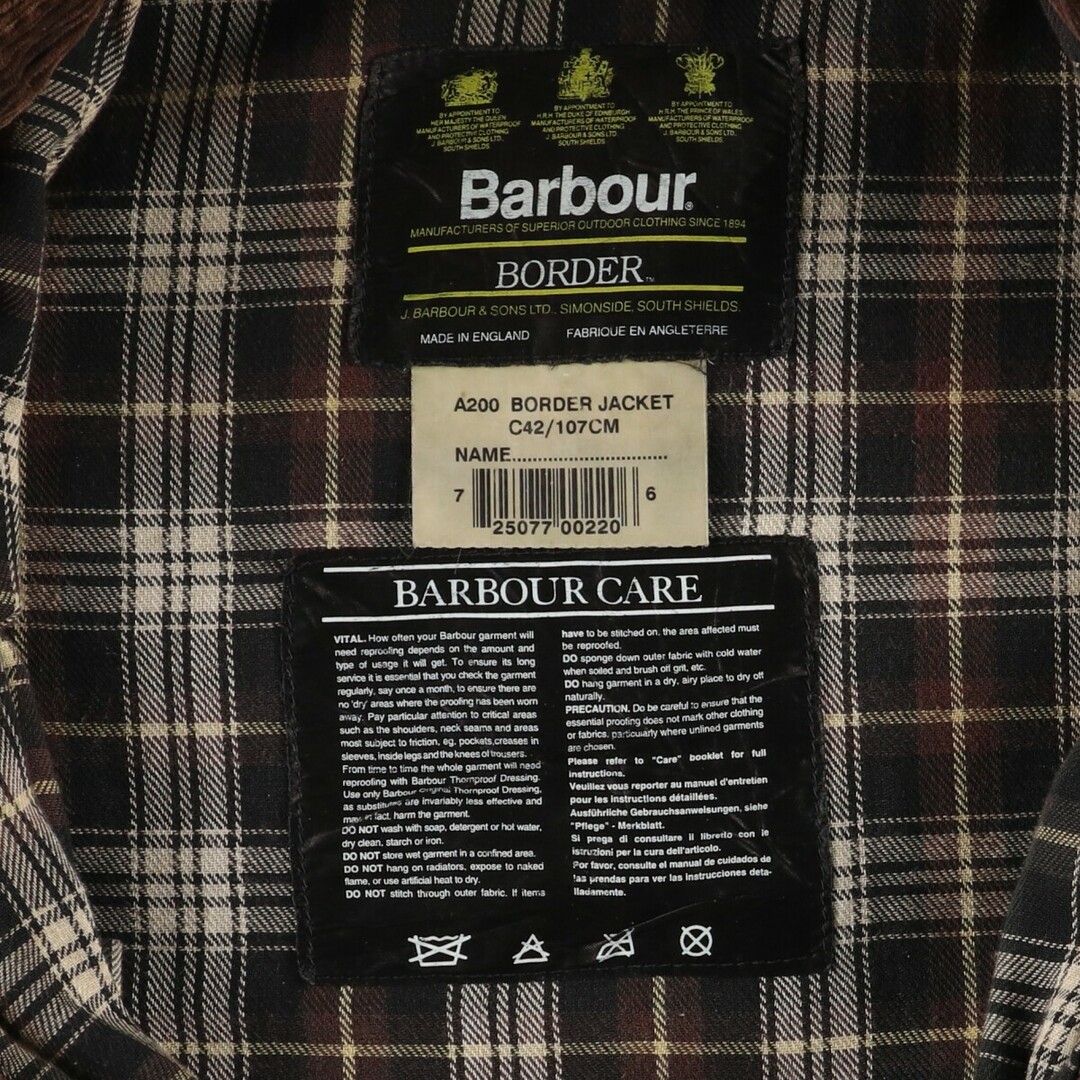 BY APPOINTMENT TO
HER MAJESTY THE QUEEN
MANUFACTURERS OF WATERPROOF
AND PROTECTIVE CLOTHING
J. BARBOUR & SONS LTD.
SOUTH SHIELDS
BY APPOINTMENT TO
H.R.H. THE DUKE OF EDINBURGH
MANUFACTURERS OF WATERPROOF
AND PROTECTIVE CLOTHING
J. BARBOUR & SONS LTD.
SOUTH SHIELDS
BY APPOINTMENT TO
H.R.H. THE PRINCE OF WALES
MANUFACTURERS OF WATERPROOF
AND PROTECTIVE CLOTHING
J. BARBOUR & SONS LTD.
SOUTH SHIELDS.
Barbour®
MANUFACTURERS OF SUPERIOR OUTDOOR CLOTHING SINCE 1894
BORDER™
J. BARBOUR & SONS LTD., SIMONSIDE, SOUTH SHIELDS.
MADE IN ENGLAND FABRIQUE EN ANGLETERRE
A200 BORDER JACKET
C42/107CM
NAME..............................
7 25077 00220 6
BARBOUR CARE
VITAL. How often your Barbour garment will
need reproofing depends on the amount and
type of usage it will get. To ensure its long
service it is essential that you check the garment
regularly, say once a month, to ensure there are
no 'dry' areas where the proofing has been worn
away. Pay particular attention to critical areas
such as the shoulders, neck seams and areas
most subject to friction, eg. pockets,creases in
sleeves, inside legs and the knees of trousers.
From time to time the whole garment will need
reproofing with Barbour Thornproof Dressing.
Use only Barbour original Thornproof Dressing,
as substitutes are invariably less effective and
may in fact, harm the garment.
DO NOT wash with soap, detergent or hot water,
dry clean, starch or iron.
DO NOT store wet garment in a confined area.
DO NOT hang on radiators, expose to naked
flame, or use artificial heat to dry.
DO NOT stitch through outer fabric. If items
have to be stitched on, the area affected must
be reproofed.
DO sponge down outer fabric with cold water
when soiled and brush off grit, etc.
DO hang garment in a dry, airy place to dry off
naturally.
PRECAUTION. Do be careful to ensure that the
essential proofing does not mark other clothing
or fabrics, particularly where unlined garments
are chosen.
Please refer to "Care" booklet for full
instructions.
Veuillez vous reporter au manuel d'entretien
pour les instructions détaillées.
Ausführliche Gebrauchsanweisungen, siehe
"Pflege" - Merkblatt.
Si prega di consultare il libretto con le
istruzioni per la cura dell'articolo.
Por favor, consulte el manual de cuidados de
las prendas para ver las instrucciones deta-
lladamente.